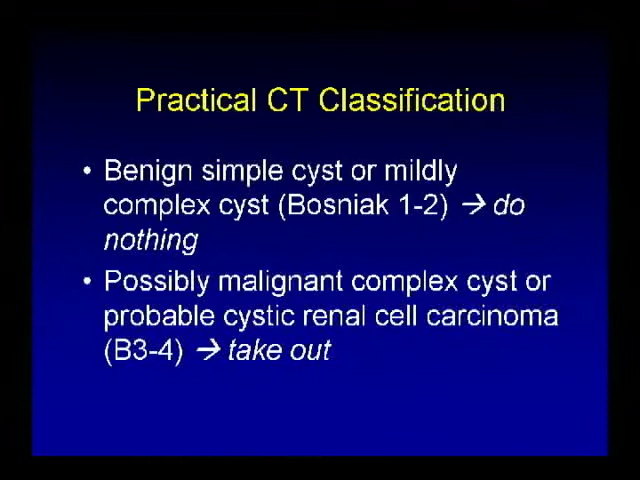 Practical CT Classification
• Benign simple cyst or mildly
complex cyst (Bosniak 1-2) → do
nothing
• Possibly malignant complex cyst or
probable cystic renal cell carcinoma
(B3-4) → take out